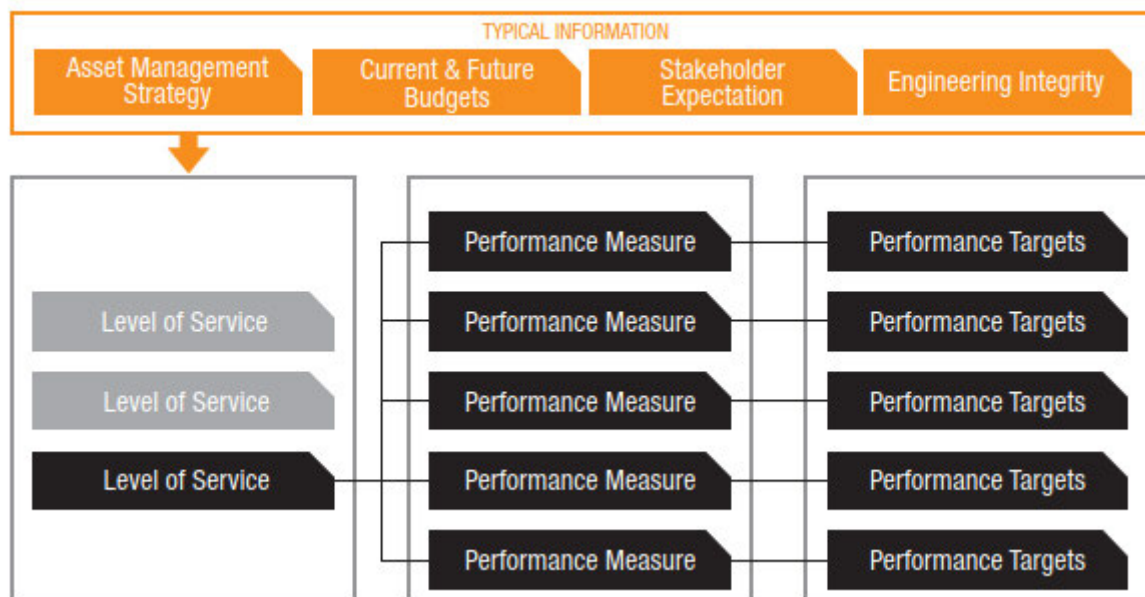 TYPICAL INFORMATION
Asset Management
Strategy
Current & Future
Budgets
Stakeholder
Expectation
Engineering Integrity
Level of Service
Level of Service
Level of Service
Performance Measure
Performance Measure
Performance Measure
Performance Measure
Performance Measure
Performance Targets
Performance Targets
Performance Targets
Performance Targets
Performance Targets